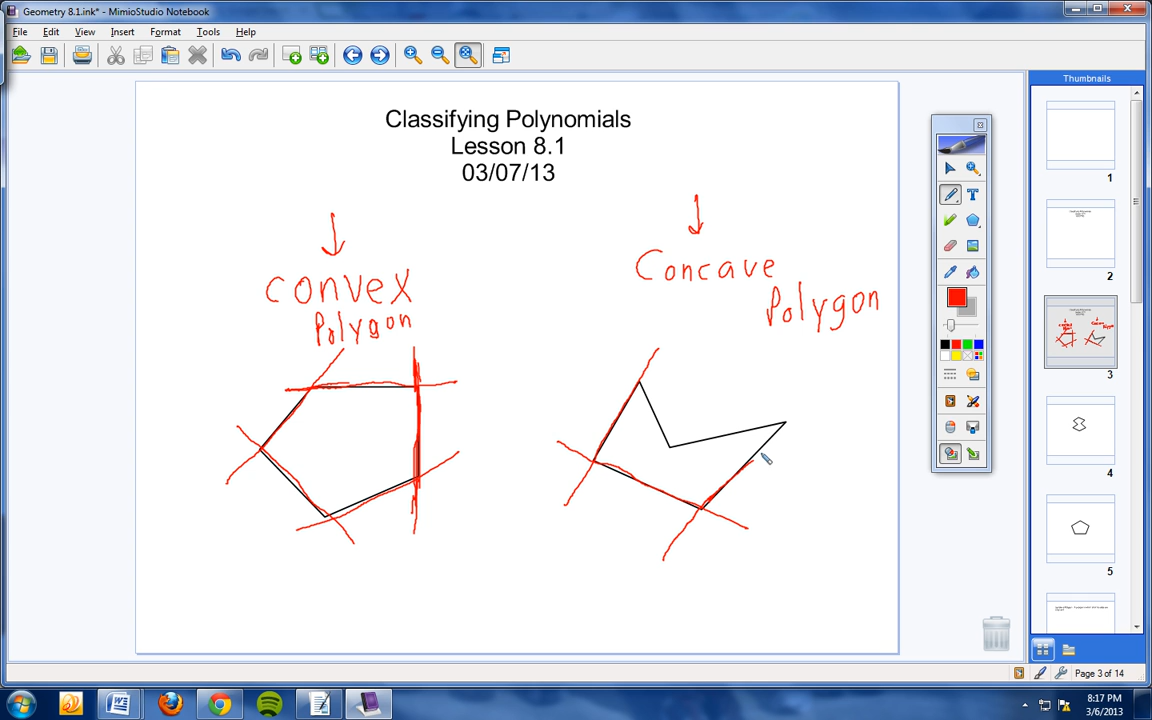 Geometry 8.1.ink* - MimioStudio Notebook
File Edit View Insert Format Tools Help
Classifying Polynomials
Lesson 8.1
03/07/13
convex
Polygon
Concave
Polygon
Thumbnails
1
2
3
4
5
Page 3 of 14
8:17 PM
3/6/2013